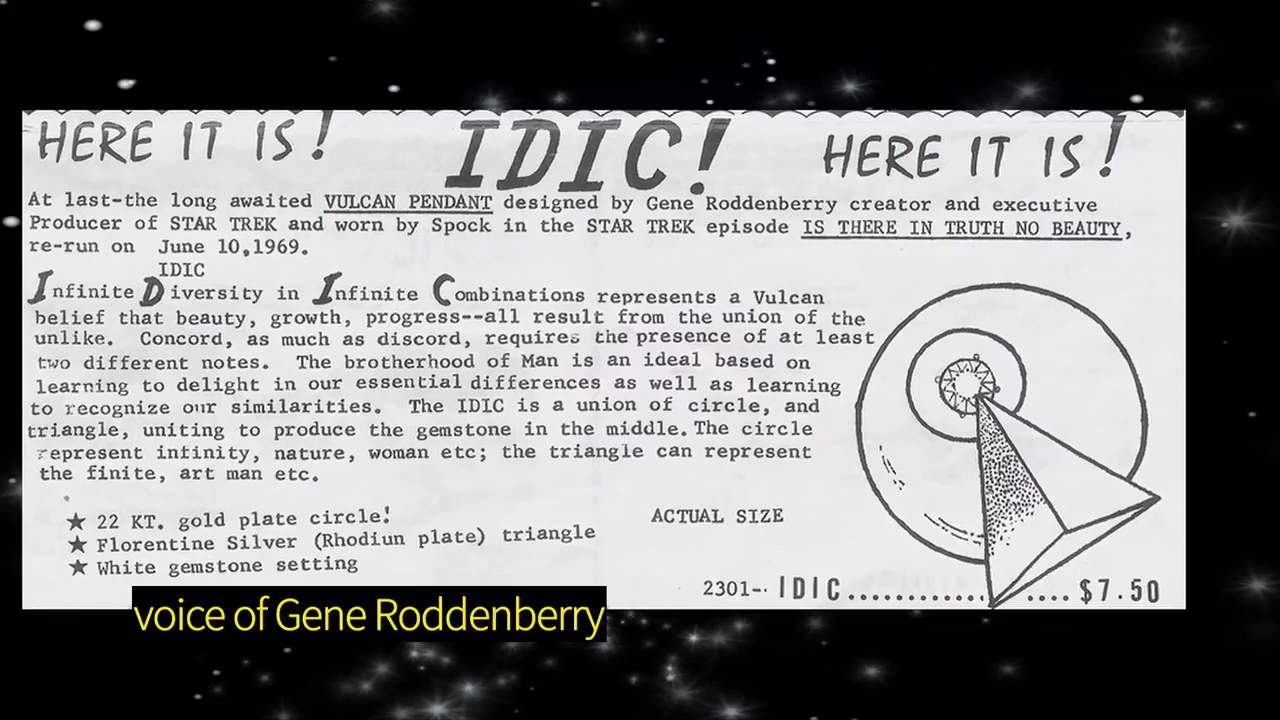 HERE IT IS! IDIC! HERE IT IS!
At last-the long awaited VULCAN PENDANT designed by Gene Roddenberry creator and executive
Producer of STAR TREK and worn by Spock in the STAR TREK episode IS THERE IN TRUTH NO BEAUTY,
re-run on June 10,1969.
IDIC
Infinite Diversity in Infinite Combinations represents a Vulcan
belief that beauty, growth, progress--all result from the union of the
unlike. Concord, as much as discord, requires the presence of at least
two different notes. The brotherhood of Man is an ideal based on
learning to delight in our essential differences as well as learning
to recognize our similarities. The IDIC is a union of circle, and
triangle, uniting to produce the gemstone in the middle. The circle
represent infinity, nature, woman etc; the triangle can represent
the finite, art man etc.
★ 22 KT. gold plate circle!
★ Florentine Silver (Rhodiun plate) triangle
★ White gemstone setting
ACTUAL SIZE
2301-- IDIC.................$7.50
voice of Gene Roddenberry